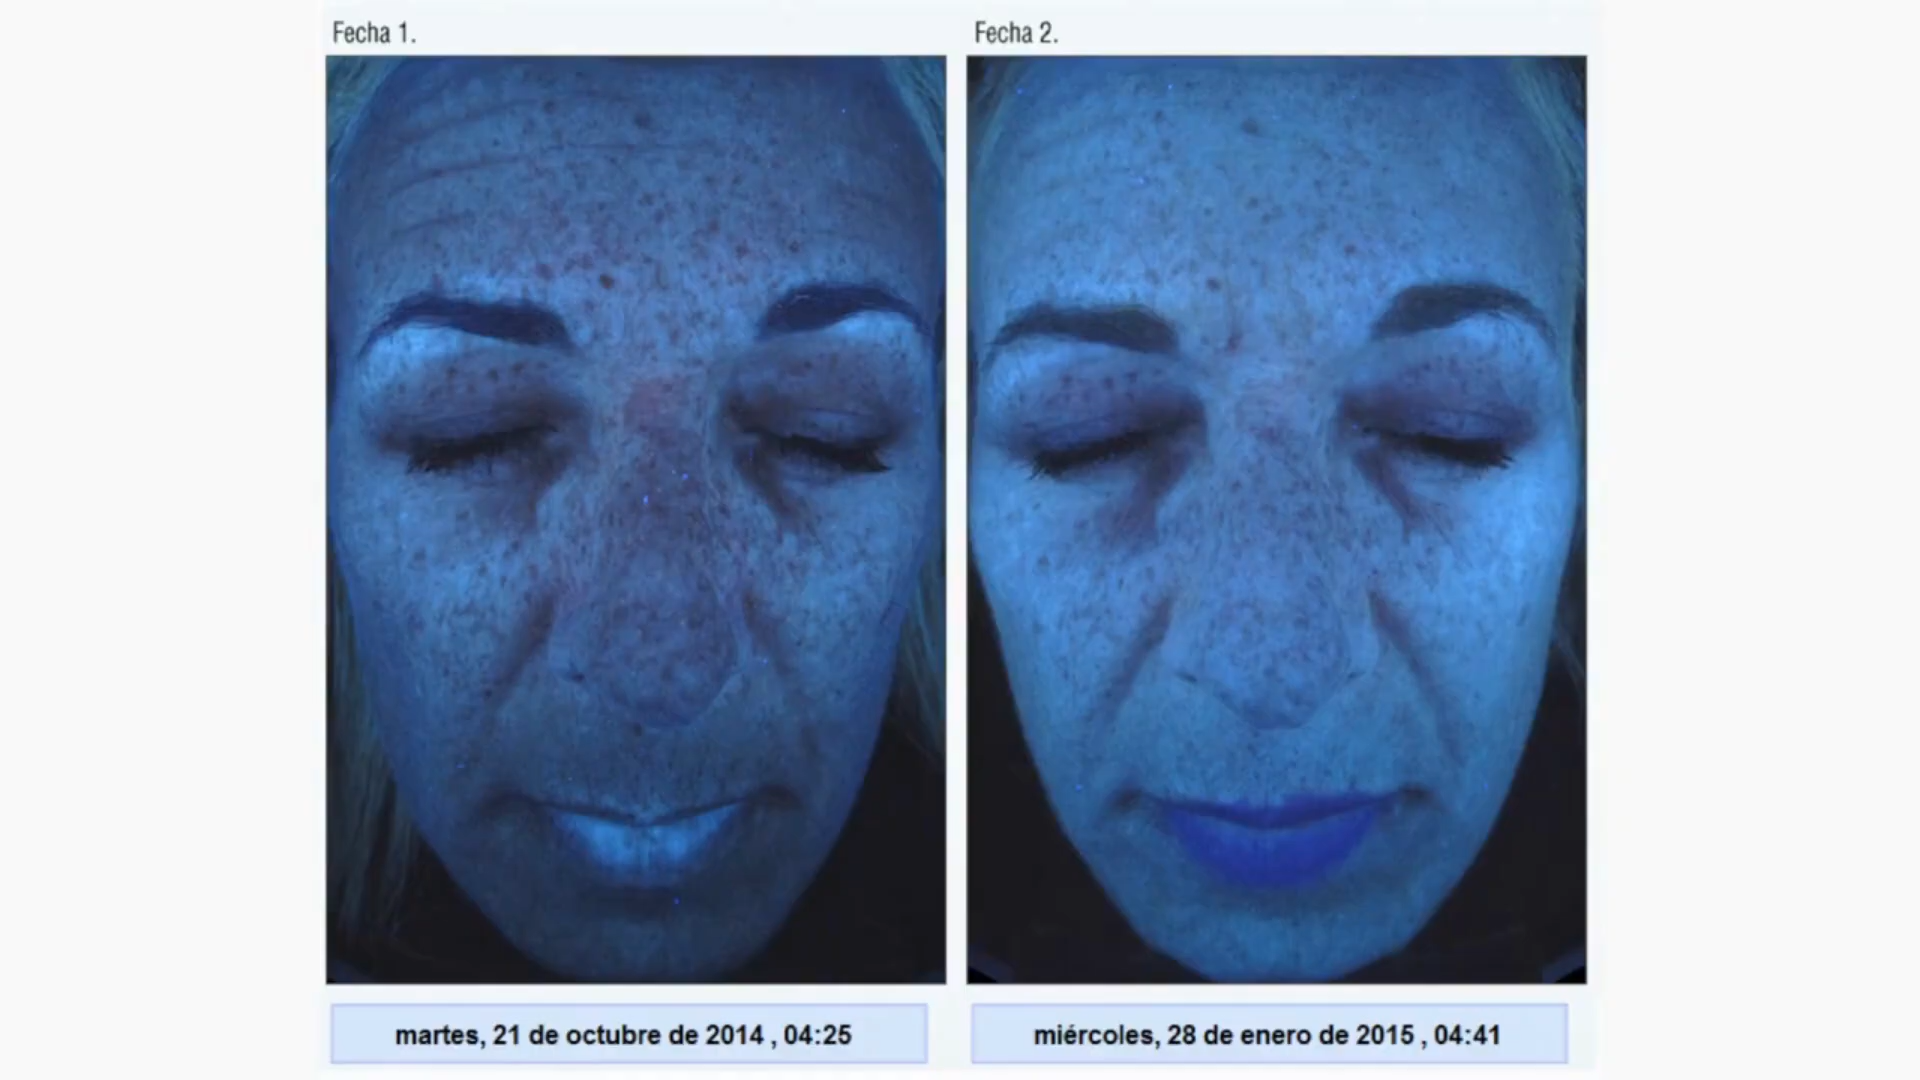 Fecha 1.
Fecha 2.
martes, 21 de octubre de 2014 , 04:25
miércoles, 28 de enero de 2015 , 04:41